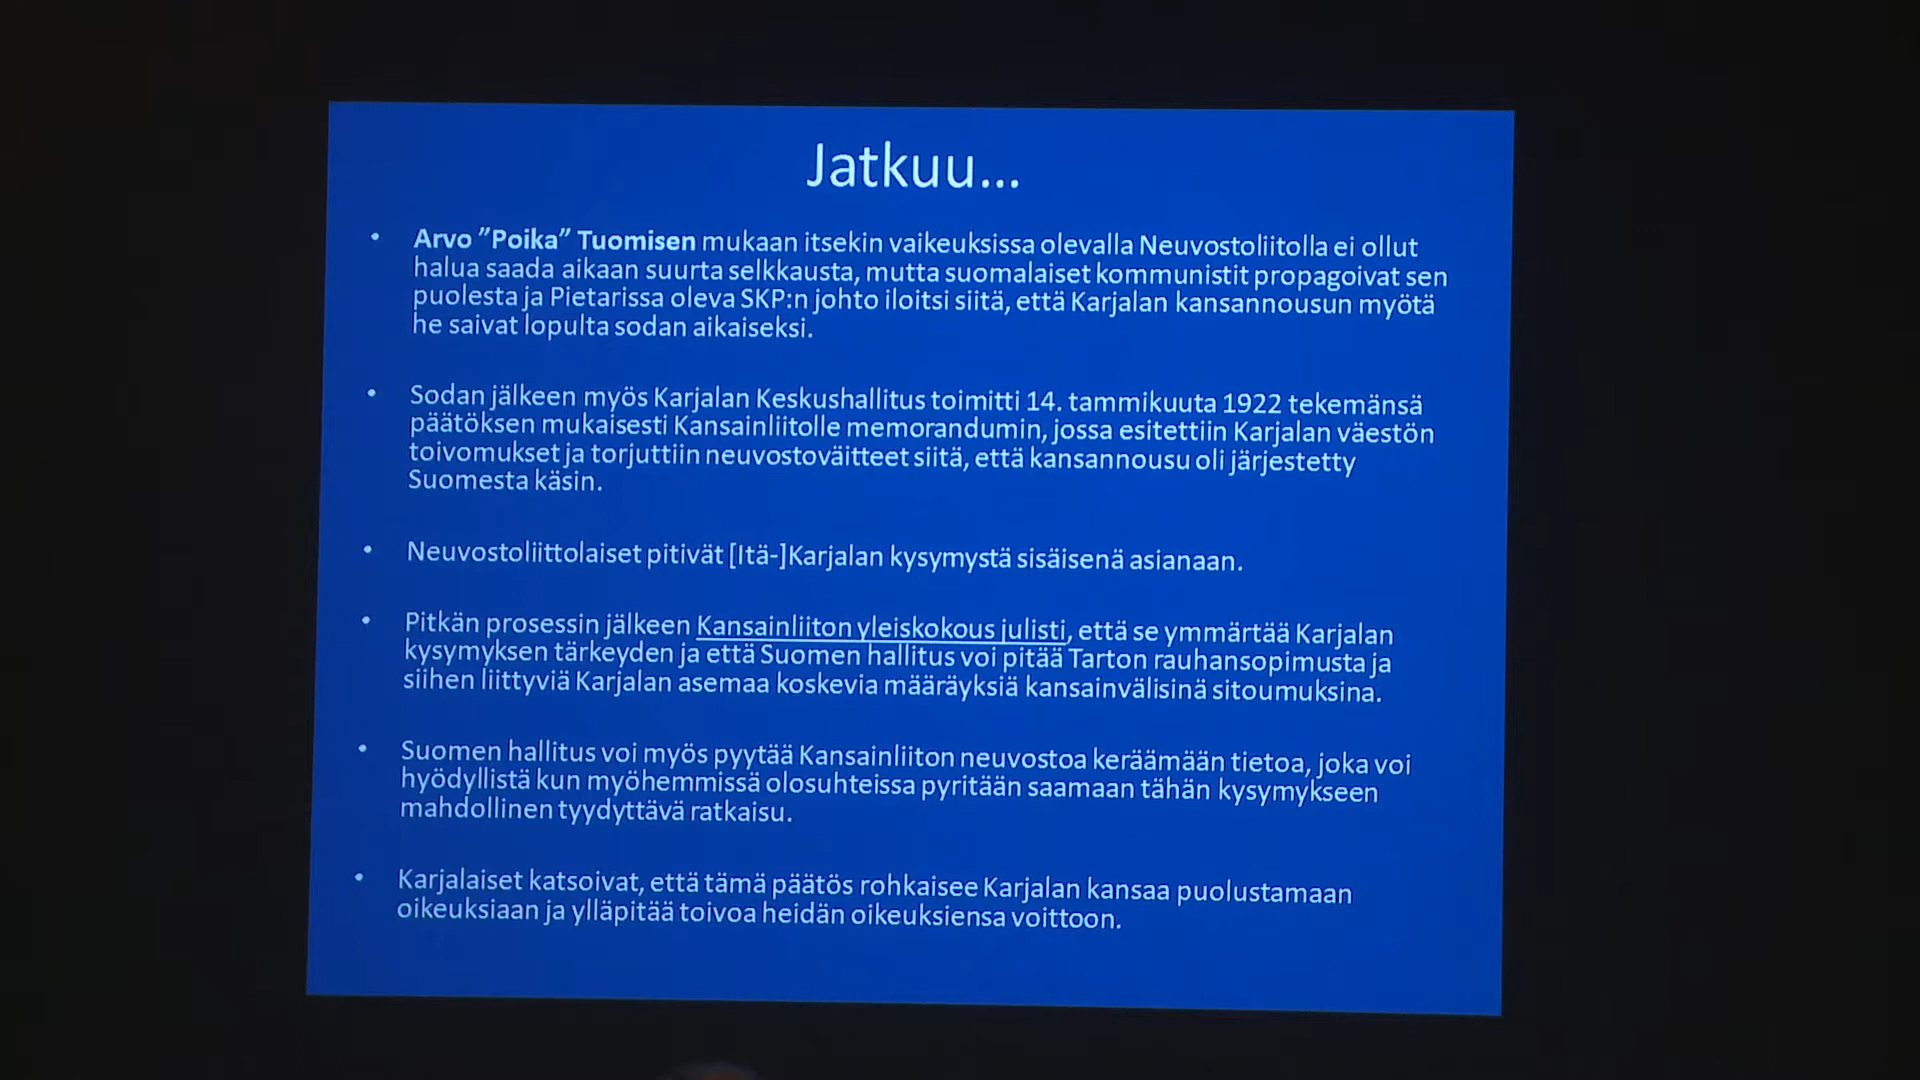 Jatkuu...
• Arvo ”Poika” Tuomisen mukaan itsekin vaikeuksissa olevalla Neuvostoliitolla ei ollut
halua saada aikaan suurta selkkausta, mutta suomalaiset kommunistit propagoivat sen
puolesta ja Pietarissa oleva SKP:n johto iloitsi siitä, että Karjalan kansannousun myötä
he saivat lopulta sodan aikaiseksi.
• Sodan jälkeen myös Karjalan Keskushallitus toimitti 14. tammikuuta 1922 tekemänsä
päätöksen mukaisesti Kansainliitolle memorandumin, jossa esitettiin Karjalan väestön
toivomukset ja torjuttiin neuvostoväitteet siitä, että kansannousu oli järjestetty
Suomesta käsin.
• Neuvostoliittolaiset pitivät [Itä-]Karjalan kysymystä sisäisenä asianaan.
• Pitkän prosessin jälkeen Kansainliiton yleiskokous julisti, että se ymmärtää Karjalan
kysymyksen tärkeyden ja että Suomen hallitus voi pitää Tarton rauhansopimusta ja
siihen liittyviä Karjalan asemaa koskevia määräyksiä kansainvälisinä sitoumuksina.
• Suomen hallitus voi myös pyytää Kansainliiton neuvostoa keräämään tietoa, joka voi
hyödyllistä kun myöhemmissä olosuhteissa pyritään saamaan tähän kysymykseen
mahdollinen tyydyttävä ratkaisu.
• Karjalaiset katsoivat, että tämä päätös rohkaisee Karjalan kansaa puolustamaan
oikeuksiaan ja ylläpitää toivoa heidän oikeuksiensa voittoon.